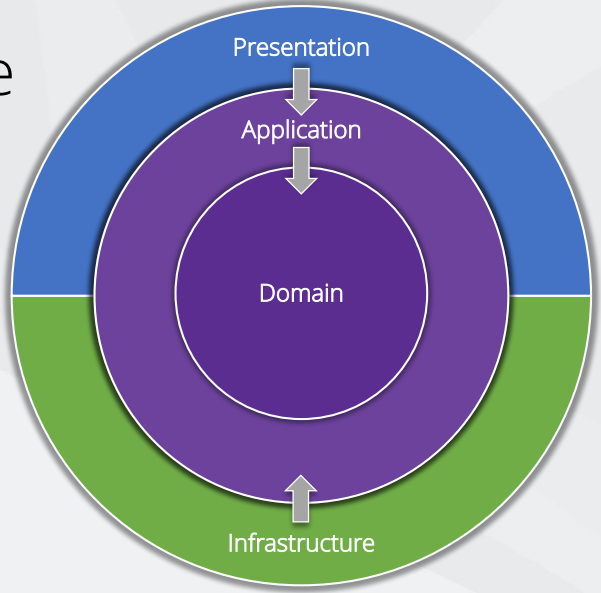 e
Presentation
Application
Domain
Infrastructure